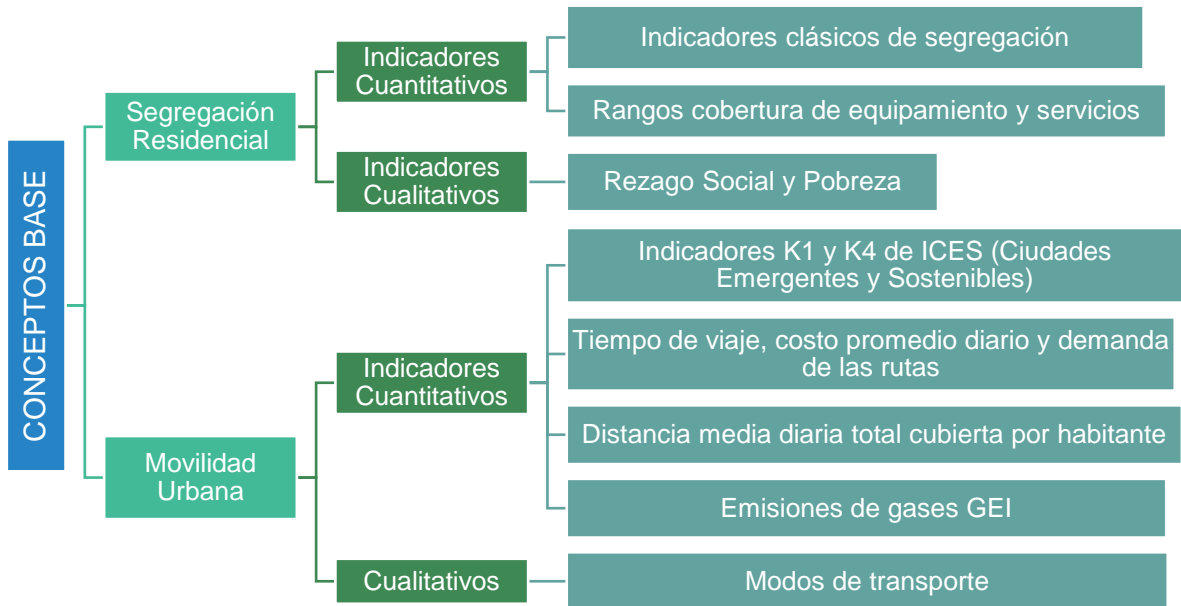 CONCEPTOS BASE
Segregación
Residencial
Indicadores
Cuantitativos
Indicadores clásicos de segregación
Rangos cobertura de equipamiento y servicios
Indicadores
Cualitativos
Rezago Social y Pobreza
Movilidad
Urbana
Indicadores
Cuantitativos
Indicadores K1 y K4 de ICES (Ciudades
Emergentes y Sostenibles)
Tiempo de viaje, costo promedio diario y demanda
de las rutas
Distancia media diaria total cubierta por habitante
Emisiones de gases GEI
Cualitativos
Modos de transporte